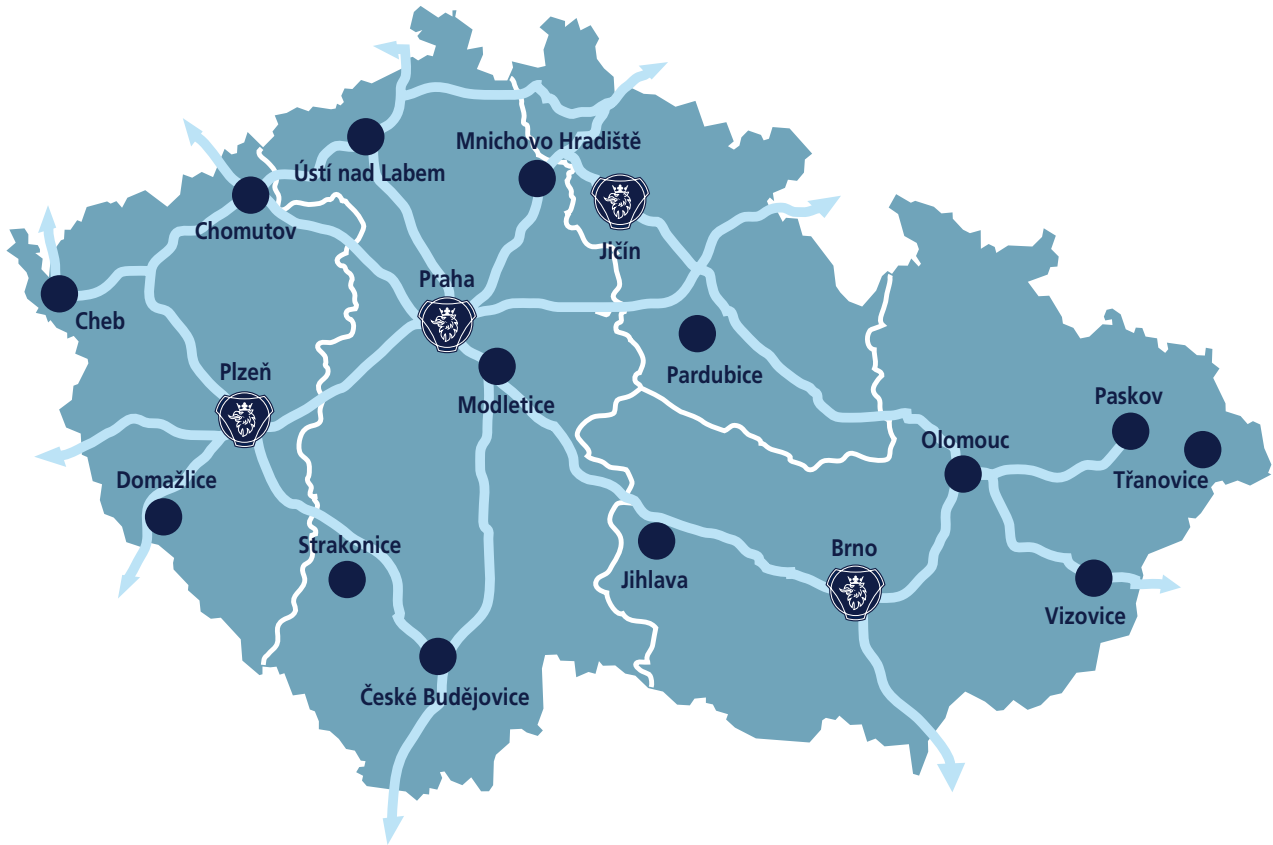 Mnichovo Hradiště
Ústí nad Labem
Chomutov
Jičín
Praha
Cheb
Plzeň
Pardubice
Modletice
Paskov
Olomouc
Domažlice
Třanovice
Strakonice
Brno
Jihlava
Vizovice
České Budějovice